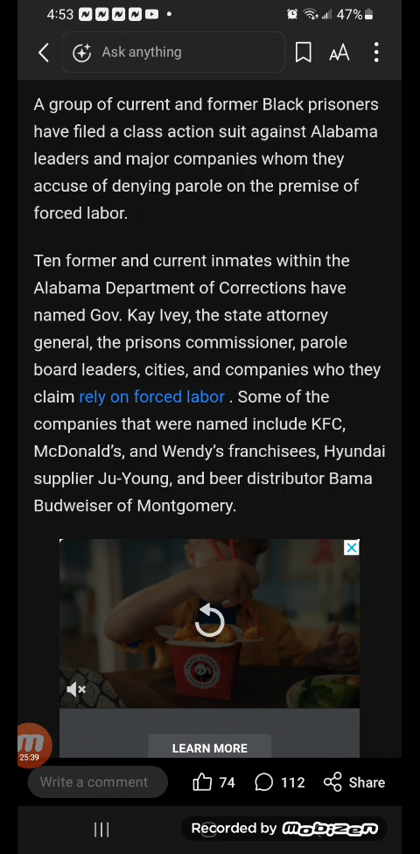 4:53 47%
Ask anything AA
A group of current and former Black prisoners
have filed a class action suit against Alabama
leaders and major companies whom they
accuse of denying parole on the premise of
forced labor.
Ten former and current inmates within the
Alabama Department of Corrections have
named Gov. Kay Ivey, the state attorney
general, the prisons commissioner, parole
board leaders, cities, and companies who they
claim rely on forced labor . Some of the
companies that were named include KFC,
McDonald's, and Wendy's franchisees, Hyundai
supplier Ju-Young, and beer distributor Bama
Budweiser of Montgomery.
LEARN MORE
25:39
Write a comment 74 112 Share
Recorded by mobizen